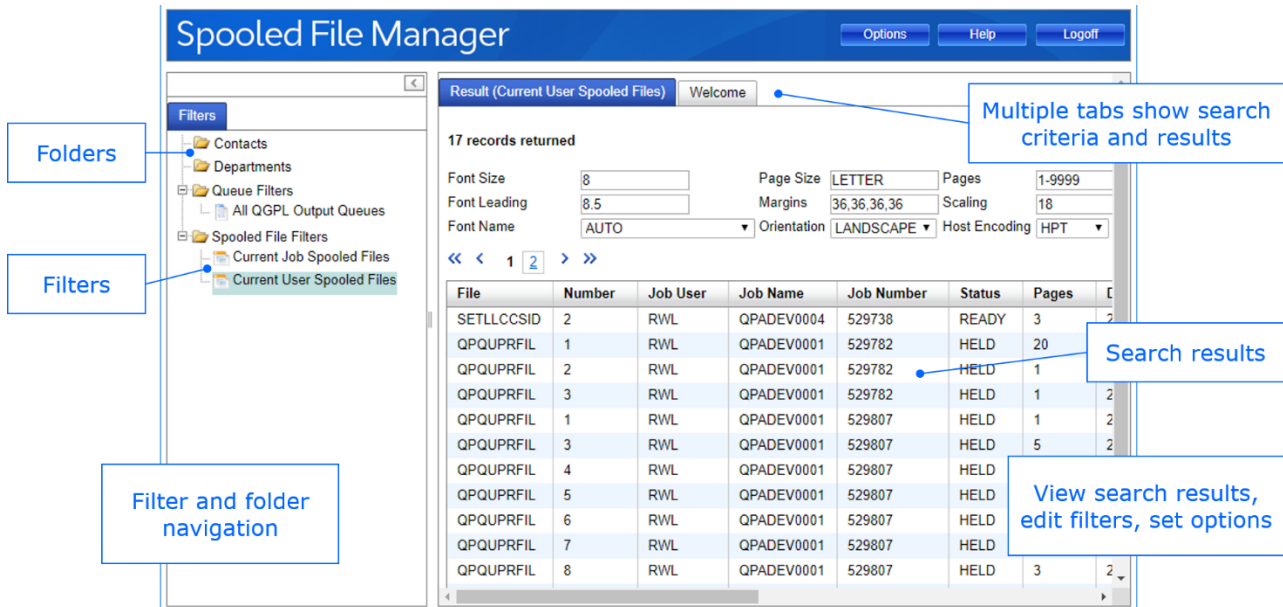 Spooled File Manager
Options Help Logoff
<
Result (Current User Spooled Files) Welcome
Multiple tabs show search
criteria and results
Filters
Folders
Contacts
Departments
Queue Filters
All QGPL Output Queues
Spooled File Filters
Current Job Spooled Files
Current User Spooled Files
Filters
Filter and folder
navigation
17 records returned
Font Size 8 Page Size LETTER Pages 1-9999
Font Leading 8.5 Margins 36,36,36,36 Scaling 18
Font Name AUTO Orientation LANDSCAPE Host Encoding HPT
« < 1 2 > »
File Number Job User Job Name Job Number Status Pages
SETLLCCSID 2 RWL QPADEV0004 529738 READY 3 2
QPQUPRFIL 1 RWL QPADEV0001 529782 HELD 20
QPQUPRFIL 2 RWL QPADEV0001 529782 HELD 1
QPQUPRFIL 3 RWL QPADEV0001 529782 HELD 1 2
QPQUPRFIL 1 RWL QPADEV0001 529807 HELD 1 2
QPQUPRFIL 3 RWL QPADEV0001 529807 HELD 5 2
QPQUPRFIL 4 RWL QPADEV0001 529807 HELD
QPQUPRFIL 5 RWL QPADEV0001 529807 HELD
QPQUPRFIL 6 RWL QPADEV0001 529807 HELD
QPQUPRFIL 7 RWL QPADEV0001 529807 HELD
QPQUPRFIL 8 RWL QPADEV0001 529807 HELD 3 2
Search results
View search results,
edit filters, set options